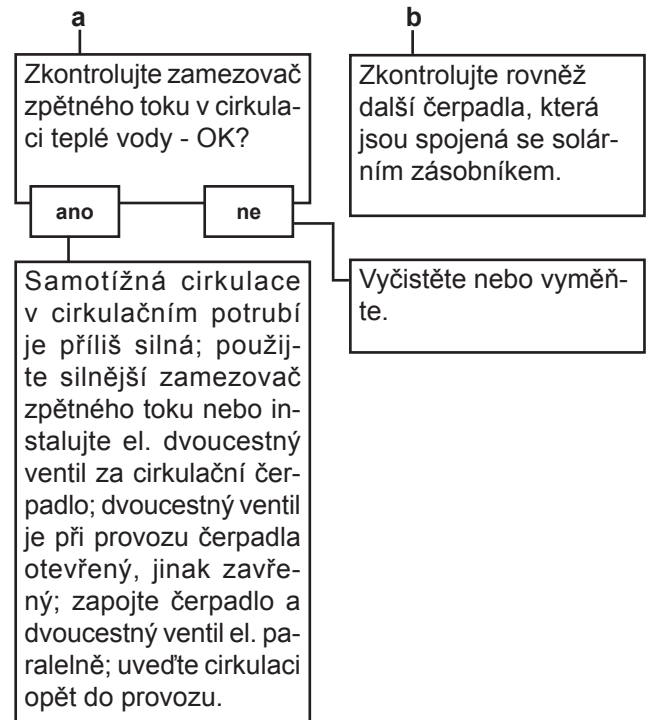 a
Zkontrolujte zamezovač
zpětného toku v cirkula-
ci teplé vody - OK?
ano
ne
Samotížná cirkulace
v cirkulačním potrubí
je příliš silná; použij-
te silnější zamezovač
zpětného toku nebo in-
stalujte el. dvoucestný
ventil za cirkulační čer-
padlo; dvoucestný ventil
je při provozu čerpadla
otevřený, jinak zavře-
ný; zapojte čerpadlo a
dvoucestný ventil el. pa-
ralelně; uveďte cirkulaci
opět do provozu.
b
Zkontrolujte rovněž
další čerpadla, která
jsou spojená se solár-
ním zásobníkem.
Vyčistěte nebo vyměň-
te.